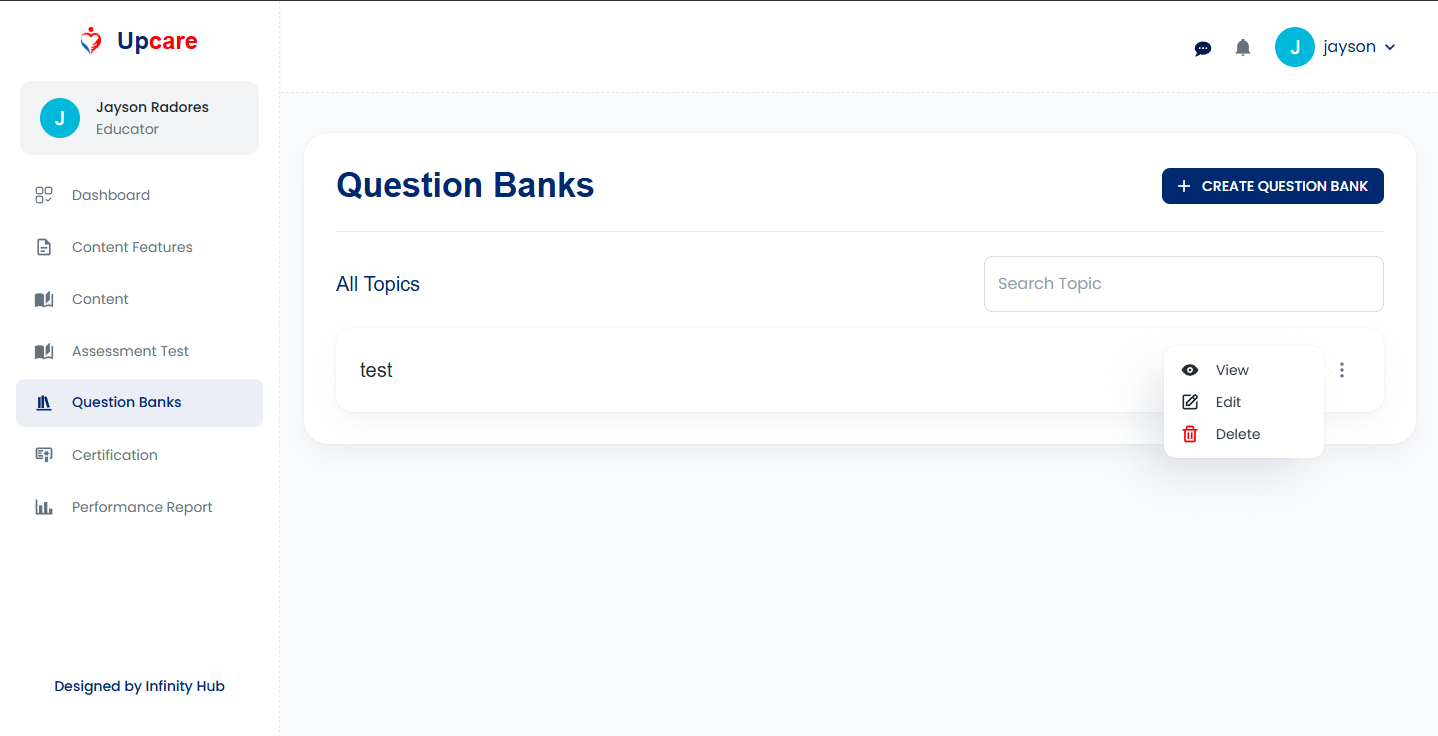 Upcare
J
jayson
J
Jayson Radores
Educator
Dashboard
Content Features
Content
Assessment Test
Question Banks
Certification
Performance Report
Designed by Infinity Hub
Question Banks
CREATE QUESTION BANK
All Topics
Search Topic
test
View
Edit
Delete